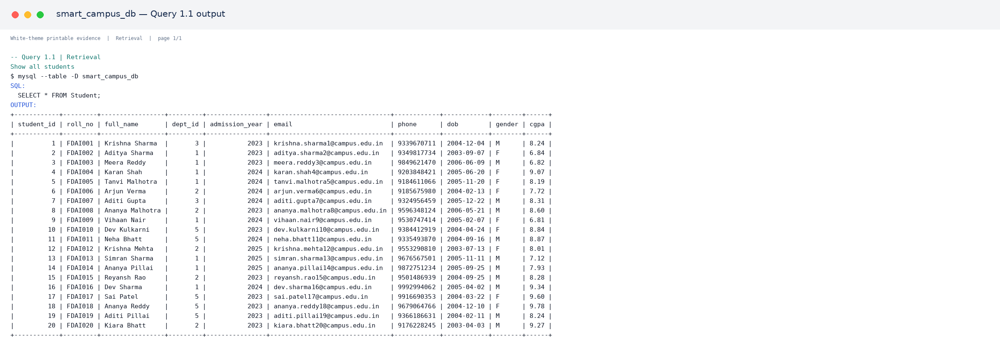 smart_campus_db — Query 1.1 output
White-theme printable evidence  |  Retrieval  |  page 1/1
-- Query 1.1 | Retrieval
Show all students
$ mysql --table -D smart_campus_db
SQL:
  SELECT * FROM Student;
OUTPUT:
+------------+---------+-----------------+---------+----------------+--------------------------------+------------+------------+--------+------+
| student_id | roll_no | full_name       | dept_id | admission_year | email                          | phone      | dob        | gender | cgpa |
+------------+---------+-----------------+---------+----------------+--------------------------------+------------+------------+--------+------+
|          1 | FDAI001 | Krishna Sharma  |       3 |           2023 | krishna.sharma1@campus.edu.in  | 9339670711 | 2004-12-04 | M      | 8.24 |
|          2 | FDAI002 | Aditya Sharma   |       1 |           2023 | aditya.sharma2@campus.edu.in   | 9349817734 | 2003-09-07 | F      | 6.84 |
|          3 | FDAI003 | Meera Reddy     |       1 |           2023 | meera.reddy3@campus.edu.in     | 9849621470 | 2006-06-09 | M      | 6.82 |
|          4 | FDAI004 | Karan Shah      |       1 |           2024 | karan.shah4@campus.edu.in      | 9203848421 | 2005-06-20 | F      | 9.07 |
|          5 | FDAI005 | Tanvi Malhotra  |       1 |           2024 | tanvi.malhotra5@campus.edu.in  | 9184611066 | 2005-11-20 | F      | 8.19 |
|          6 | FDAI006 | Arjun Verma     |       2 |           2024 | arjun.verma6@campus.edu.in     | 9185675980 | 2004-02-13 | F      | 7.72 |
|          7 | FDAI007 | Aditi Gupta     |       3 |           2024 | aditi.gupta7@campus.edu.in     | 9324956459 | 2005-12-22 | M      | 8.31 |
|          8 | FDAI008 | Ananya Malhotra |       2 |           2023 | ananya.malhotra8@campus.edu.in | 9596348124 | 2006-05-21 | M      | 8.60 |
|          9 | FDAI009 | Vihaan Nair     |       1 |           2024 | vihaan.nair9@campus.edu.in     | 9530747414 | 2005-02-07 | F      | 6.81 |
|         10 | FDAI010 | Dev Kulkarni    |       5 |           2023 | dev.kulkarni10@campus.edu.in   | 9384412919 | 2004-04-24 | F      | 8.84 |
|         11 | FDAI011 | Neha Bhatt      |       5 |           2024 | neha.bhatt11@campus.edu.in     | 9335493870 | 2004-09-16 | M      | 8.87 |
|         12 | FDAI012 | Krishna Mehta   |       2 |           2025 | krishna.mehta12@campus.edu.in  | 9553290810 | 2003-07-13 | F      | 8.01 |
|         13 | FDAI013 | Simran Sharma   |       1 |           2025 | simran.sharma13@campus.edu.in  | 9676567501 | 2005-11-11 | M      | 7.12 |
|         14 | FDAI014 | Ananya Pillai   |       1 |           2025 | ananya.pillai14@campus.edu.in  | 9872751234 | 2005-09-25 | M      | 7.93 |
|         15 | FDAI015 | Reyansh Rao     |       2 |           2023 | reyansh.rao15@campus.edu.in    | 9501486939 | 2004-09-25 | M      | 8.28 |
|         16 | FDAI016 | Dev Sharma      |       1 |           2024 | dev.sharma16@campus.edu.in     | 9992994062 | 2005-04-02 | M      | 9.34 |
|         17 | FDAI017 | Sai Patel       |       5 |           2023 | sai.patel17@campus.edu.in      | 9916690353 | 2004-03-22 | F      | 9.60 |
|         18 | FDAI018 | Ananya Reddy    |       5 |           2023 | ananya.reddy18@campus.edu.in   | 9679064766 | 2004-12-10 | F      | 9.78 |
|         19 | FDAI019 | Aditi Pillai    |       5 |           2023 | aditi.pillai19@campus.edu.in   | 9366186631 | 2004-02-11 | M      | 8.24 |
|         20 | FDAI020 | Kiara Bhatt     |       2 |           2023 | kiara.bhatt20@campus.edu.in    | 9176228245 | 2003-04-03 | M      | 9.27 |
+------------+---------+-----------------+---------+----------------+--------------------------------+------------+------------+--------+------+